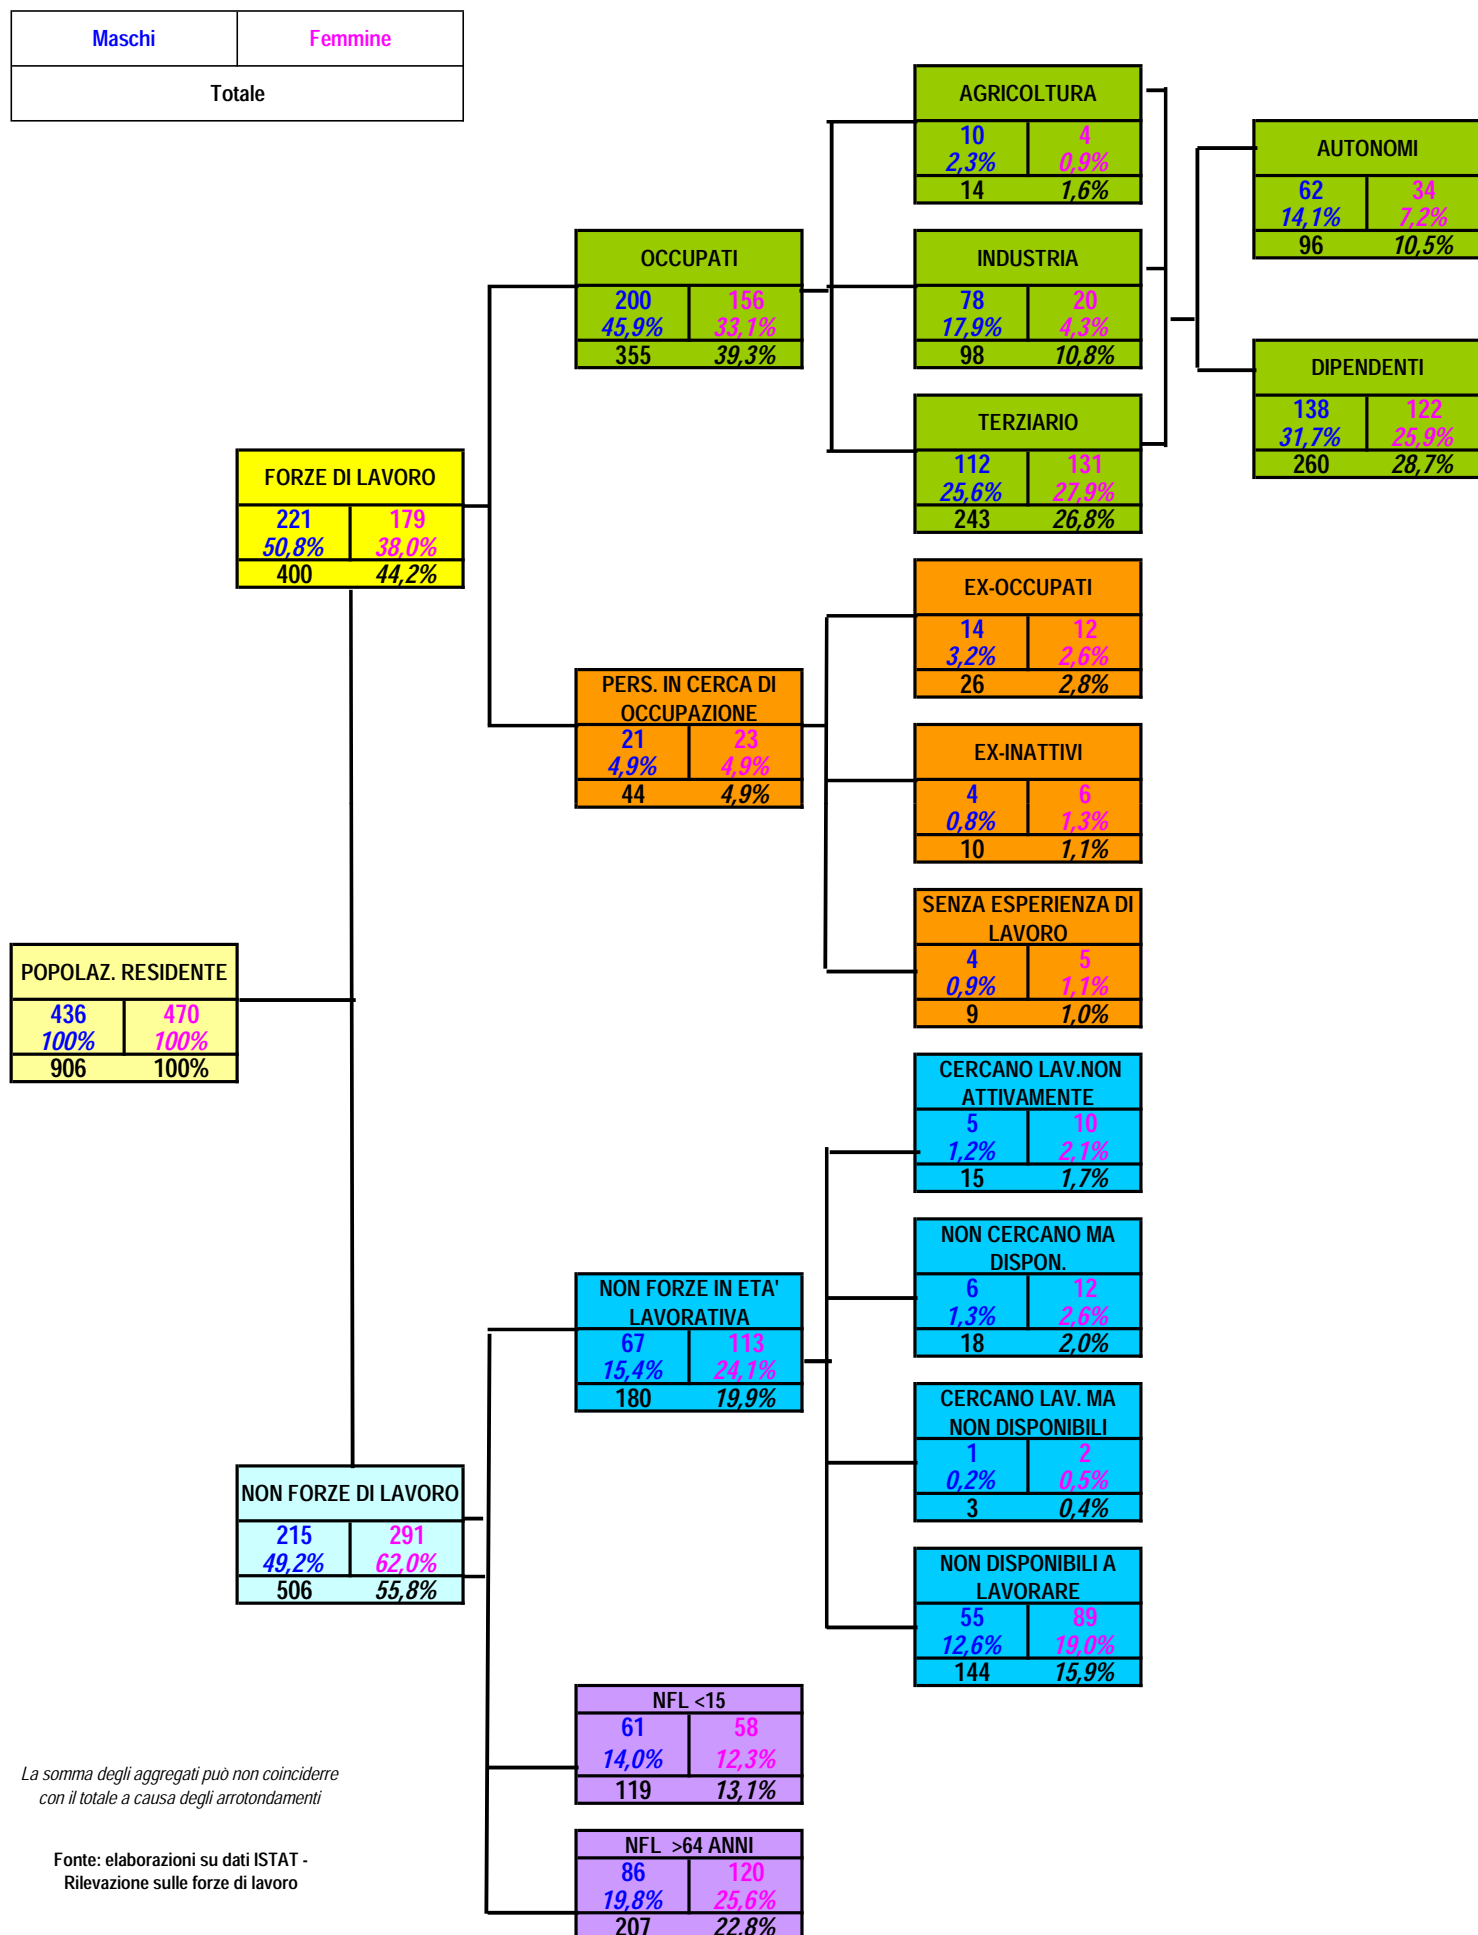 Maschi Femmine
Totale
AGRICOLTURA
10 4
2,3% 0,9%
14 1,6%
AUTONOMI
62 34
14,1% 7,2%
96 10,5%
OCCUPATI
200 156
45,9% 33,1%
355 39,3%
INDUSTRIA
78 20
17,9% 4,3%
98 10,8%
DIPENDENTI
138 122
31,7% 25,9%
260 28,7%
TERZIARIO
112 131
25,6% 27,9%
243 26,8%
FORZE DI LAVORO
221 179
50,8% 38,0%
400 44,2%
EX-OCCUPATI
14 12
3,2% 2,6%
26 2,8%
PERS. IN CERCA DI
OCCUPAZIONE
21 23
4,9% 4,9%
44 4,9%
EX-INATTIVI
4 6
0,8% 1,3%
10 1,1%
SENZA ESPERIENZA DI
LAVORO
4 5
0,9% 1,1%
9 1,0%
POPOLAZ. RESIDENTE
436 470
100% 100%
906 100%
CERCANO LAV.NON
ATTIVAMENTE
5 10
1,2% 2,1%
15 1,7%
NON CERCANO MA
DISPON.
6 12
1,3% 2,6%
18 2,0%
NON FORZE IN ETA'
LAVORATIVA
67 113
15,4% 24,1%
180 19,9%
CERCANO LAV. MA
NON DISPONIBILI
1 2
0,2% 0,5%
3 0,4%
NON FORZE DI LAVORO
215 291
49,2% 62,0%
506 55,8%
NON DISPONIBILI A
LAVORARE
55 89
12,6% 19,0%
144 15,9%
NFL <15
61 58
14,0% 12,3%
119 13,1%
La somma degli aggregati può non coinciderre
con il totale a causa degli arrotondamenti
NFL >64 ANNI
86 120
19,8% 25,6%
207 22,8%
Fonte: elaborazioni su dati ISTAT -
Rilevazione sulle forze di lavoro